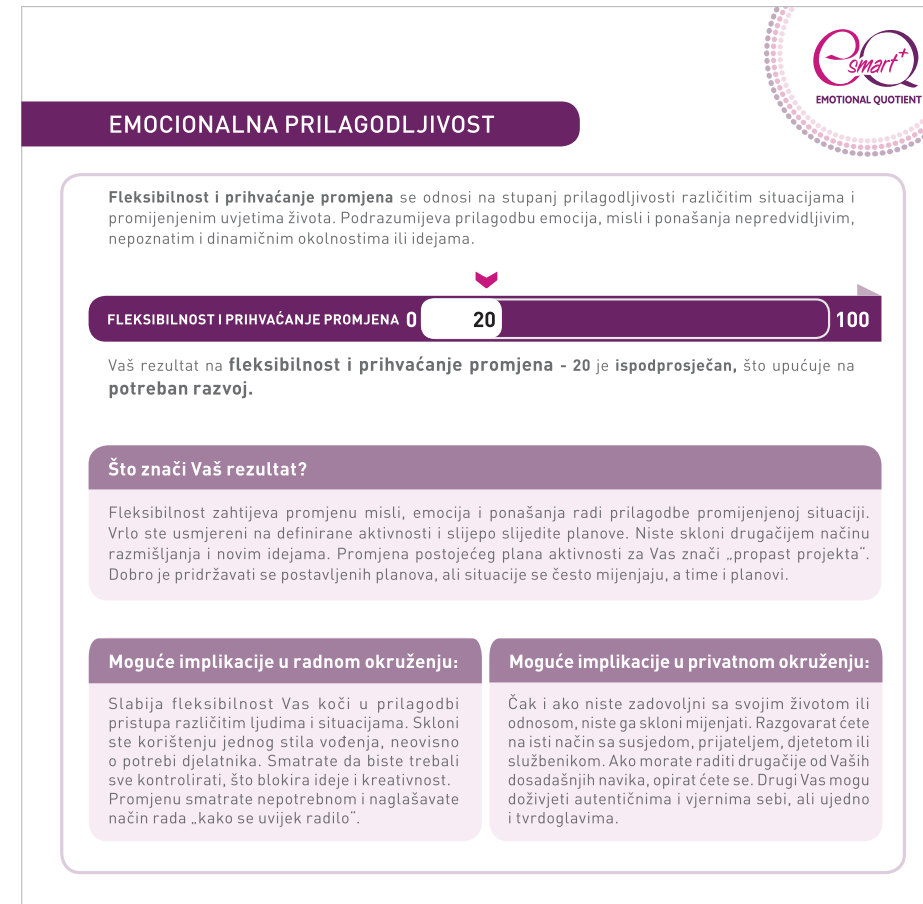 eQ smart+
EMOTIONAL QUOTIENT
EMOCIONALNA PRILAGODLJIVOST
Fleksibilnost i prihvaćanje promjena se odnosi na stupanj prilagodljivosti različitim situacijama i
promijenjenim uvjetima života. Podrazumijeva prilagodbu emocija, misli i ponašanja nepredvidljivim,
nepoznatim i dinamičnim okolnostima ili idejama.
FLEKSIBILNOST I PRIHVAĆANJE PROMJENA 0 20 100
Vaš rezultat na fleksibilnost i prihvaćanje promjena - 20 je ispodprosječan, što upućuje na
potreban razvoj.
Što znači Vaš rezultat?
Fleksibilnost zahtijeva promjenu misli, emocija i ponašanja radi prilagodbe promijenjenoj situaciji.
Vrlo ste usmjereni na definirane aktivnosti i slijepo slijedite planove. Niste skloni drugačijem načinu
razmišljanja i novim idejama. Promjena postojećeg plana aktivnosti za Vas znači „propast projekta“.
Dobro je pridržavati se postavljenih planova, ali situacije se često mijenjaju, a time i planovi.
Moguće implikacije u radnom okruženju:
Slabija fleksibilnost Vas koči u prilagodbi
pristupa različitim ljudima i situacijama. Skloni
ste korištenju jednog stila vođenja, neovisno
o potrebi djelatnika. Smatrate da biste trebali
sve kontrolirati, što blokira ideje i kreativnost.
Promjenu smatrate nepotrebnom i naglašavate
način rada „kako se uvijek radilo“.
Moguće implikacije u privatnom okruženju:
Čak i ako niste zadovoljni sa svojim životom ili
odnosom, niste ga skloni mijenjati. Razgovarat ćete
na isti način sa susjedom, prijateljem, djetetom ili
službenikom. Ako morate raditi drugačije od Vaših
dosadašnjih navika, opirat ćete se. Drugi Vas mogu
doživjeti autentičnima i vjernima sebi, ali ujedno
i tvrdoglavima.